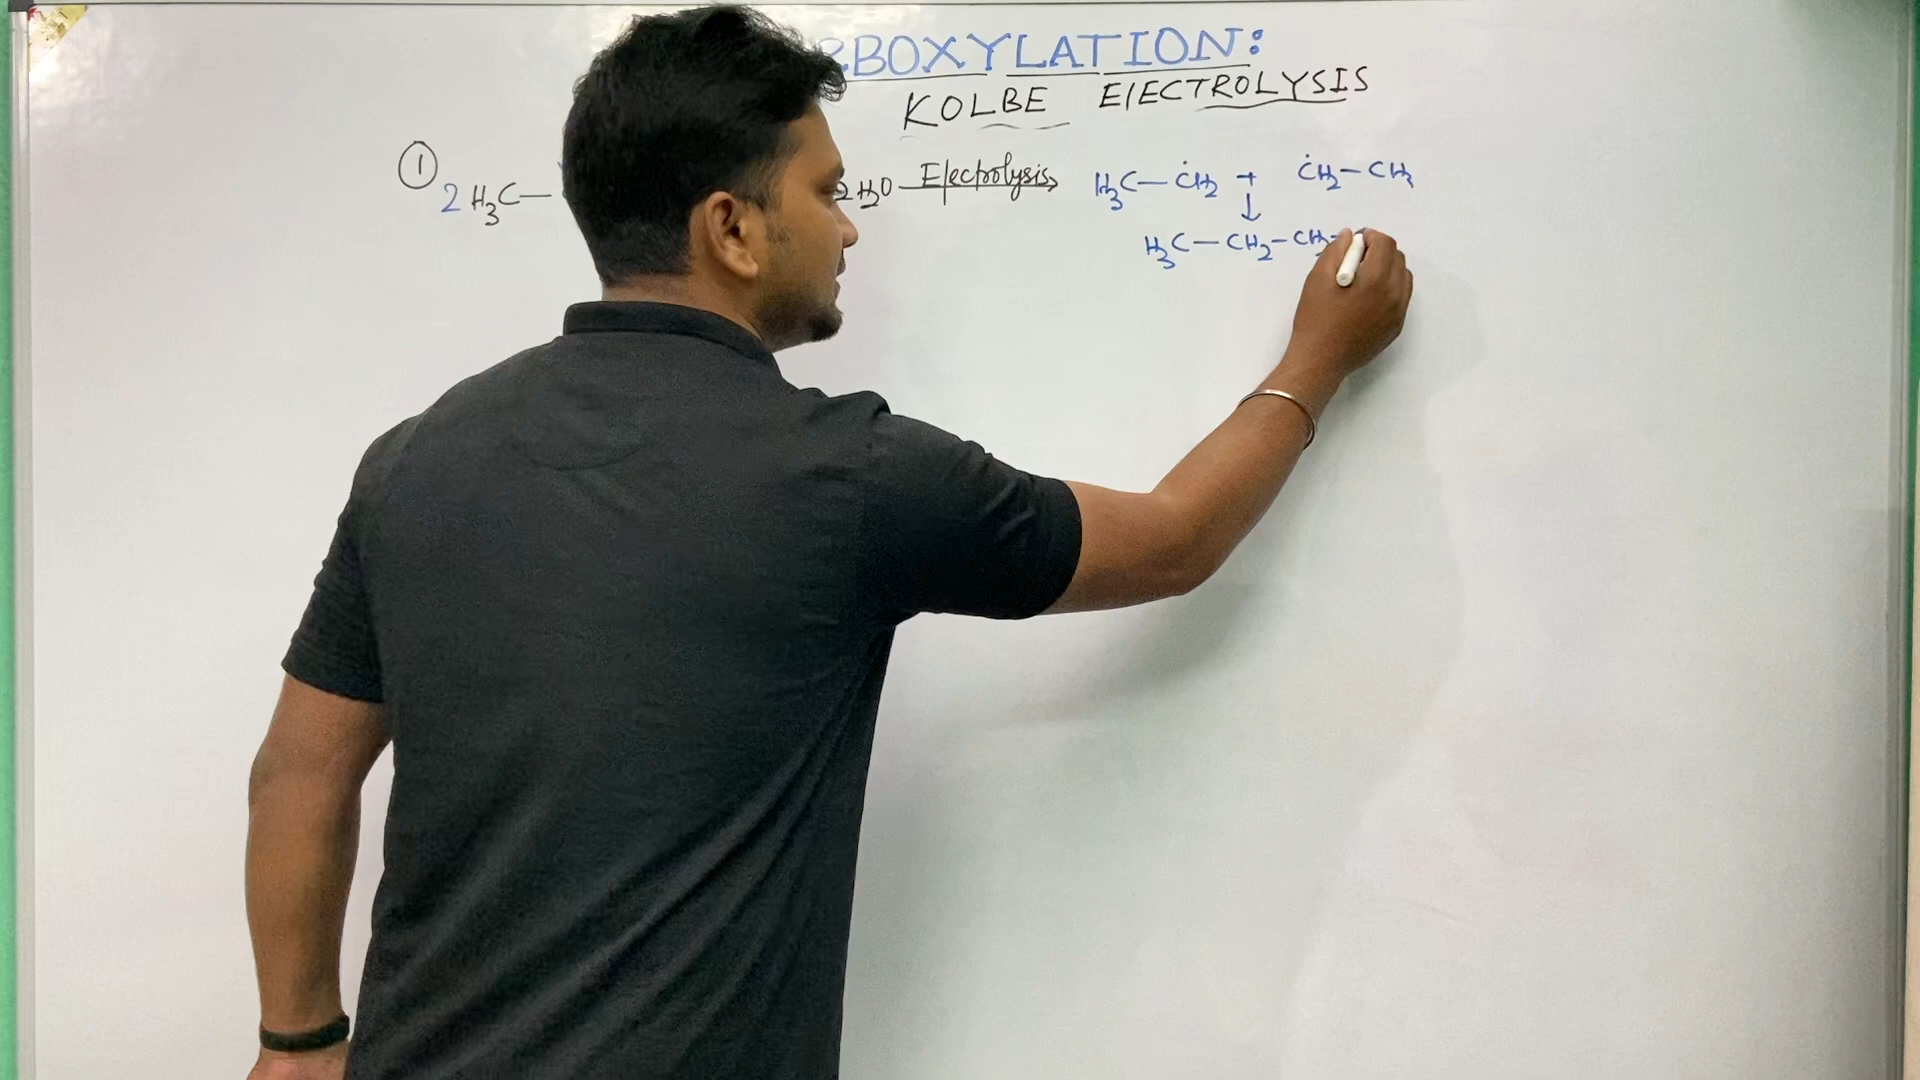 BOXYLATION:
KOLBE ElECTROLYSIS
① 2 H₃C— 2H₂O Electrolysis→ H₃C—ĊH₂ + ĊH₂—CH₃
↓
H₃C—CH₂—CH₂—